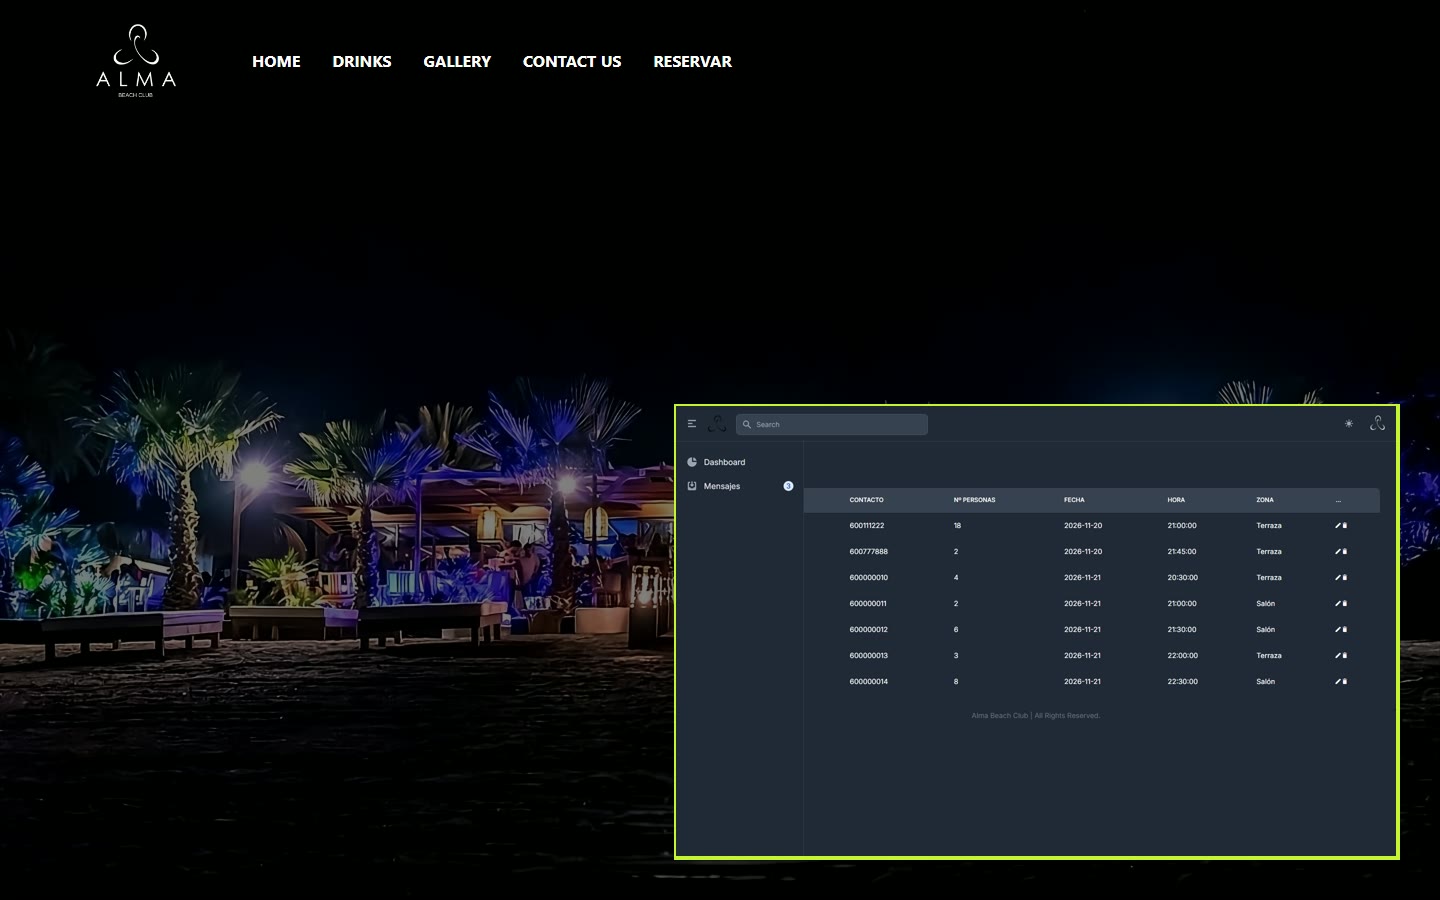 ALMA
BEACH CLUB
HOME DRINKS GALLERY CONTACT US RESERVAR
Search
Dashboard
Mensajes 3
CONTACTO Nº PERSONAS FECHA HORA ZONA ...
600111222 18 2026-11-20 21:00:00 Terraza
600777888 2 2026-11-20 21:45:00 Terraza
600000010 4 2026-11-21 20:30:00 Terraza
600000011 2 2026-11-21 21:00:00 Salón
600000012 6 2026-11-21 21:30:00 Salón
600000013 3 2026-11-21 22:00:00 Terraza
600000014 8 2026-11-21 22:30:00 Salón
Alma Beach Club | All Rights Reserved.